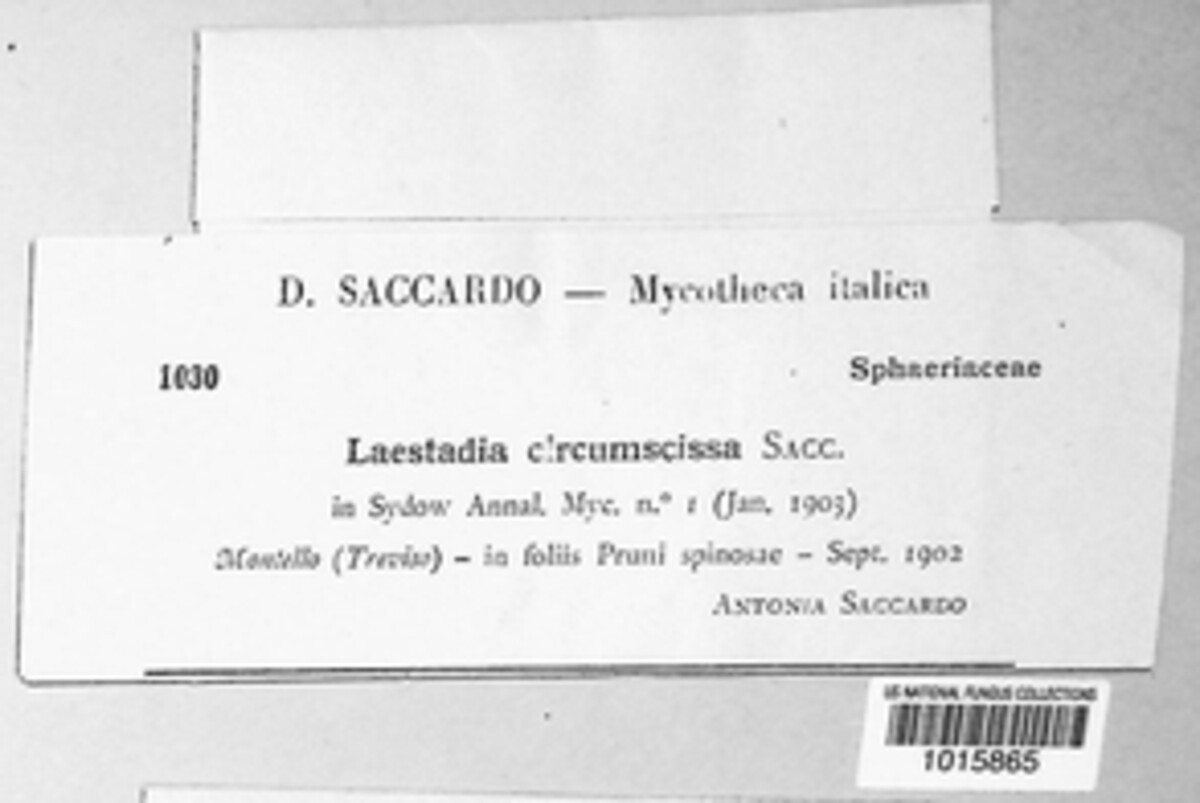 D. SACCARDO — Mycotheca italica
1030
Sphaeriaceae
Laestadia circumscissa SACC.
in Sydow Annal. Myc. n.° 1 (Jan. 1903)
Montello (Treviso) – in foliis Pruni spinosae – Sept. 1902
ANTONIA SACCARDO
US NATIONAL FUNGUS COLLECTIONS
1015865